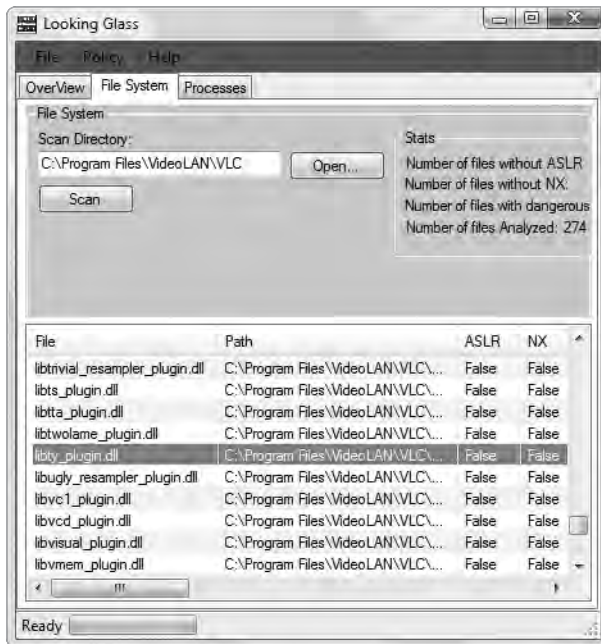 Looking Glass
File Policy Help
OverView File System Processes
File System
Scan Directory:
C:\Program Files\VideoLAN\VLC Open...
Scan
Stats
Number of files without ASLR
Number of files without NX:
Number of files with dangerous
Number of files Analyzed: 274
File Path ASLR NX
libtrivial_resampler_plugin.dll C:\Program Files\VideoLAN\VLC\... False False
libts_plugin.dll C:\Program Files\VideoLAN\VLC\... False False
libtta_plugin.dll C:\Program Files\VideoLAN\VLC\... False False
libtwolame_plugin.dll C:\Program Files\VideoLAN\VLC\... False False
libty_plugin.dll C:\Program Files\VideoLAN\VLC\... False False
libugly_resampler_plugin.dll C:\Program Files\VideoLAN\VLC\... False False
libvc1_plugin.dll C:\Program Files\VideoLAN\VLC\... False False
libvcd_plugin.dll C:\Program Files\VideoLAN\VLC\... False False
libvisual_plugin.dll C:\Program Files\VideoLAN\VLC\... False False
libvmem_plugin.dll C:\Program Files\VideoLAN\VLC\... False False
Ready